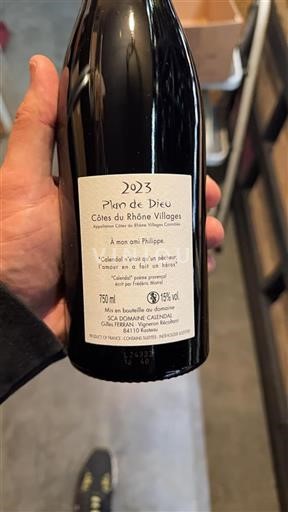 2023
Plan de Dieu
Côtes du Rhône Villages
Appellation Côtes du Rhône Villages Contrôlée
À mon ami Philippe.
"Calendal n'était qu'un pêcheur,
l'amour en a fait un héros"
"Calendal" poème provençal
écrit par Frédéric Mistral
750 ml
15% vol.
Mis en bouteille au domaine
SCA DOMAINE CALENDAL
Gilles FERRAN - Vigneron Récoltant
84110 Rasteau
PRODUCT OF FRANCE - CONTAINS SULFITES -